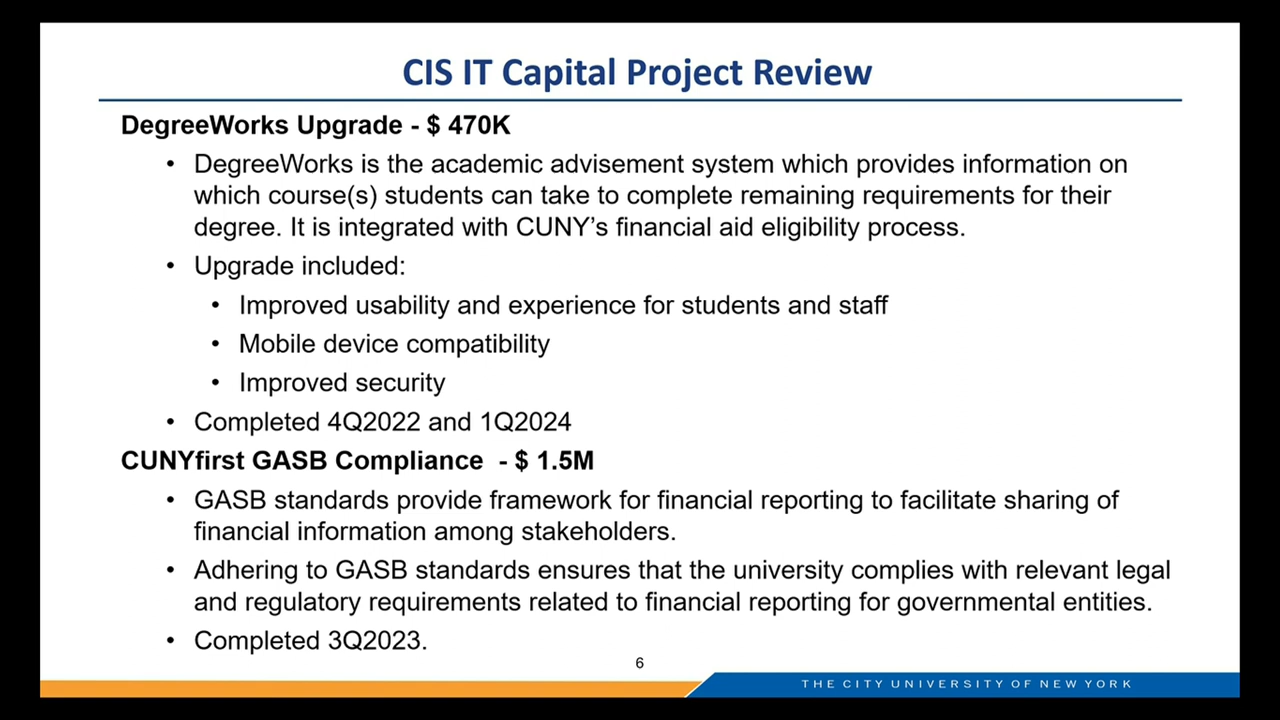 CIS IT Capital Project Review
DegreeWorks Upgrade - $ 470K
• DegreeWorks is the academic advisement system which provides information on
which course(s) students can take to complete remaining requirements for their
degree. It is integrated with CUNY’s financial aid eligibility process.
• Upgrade included:
• Improved usability and experience for students and staff
• Mobile device compatibility
• Improved security
• Completed 4Q2022 and 1Q2024
CUNYfirst GASB Compliance  - $ 1.5M
• GASB standards provide framework for financial reporting to facilitate sharing of
financial information among stakeholders.
• Adhering to GASB standards ensures that the university complies with relevant legal
and regulatory requirements related to financial reporting for governmental entities.
• Completed 3Q2023.
6
THE CITY UNIVERSITY OF NEW YORK